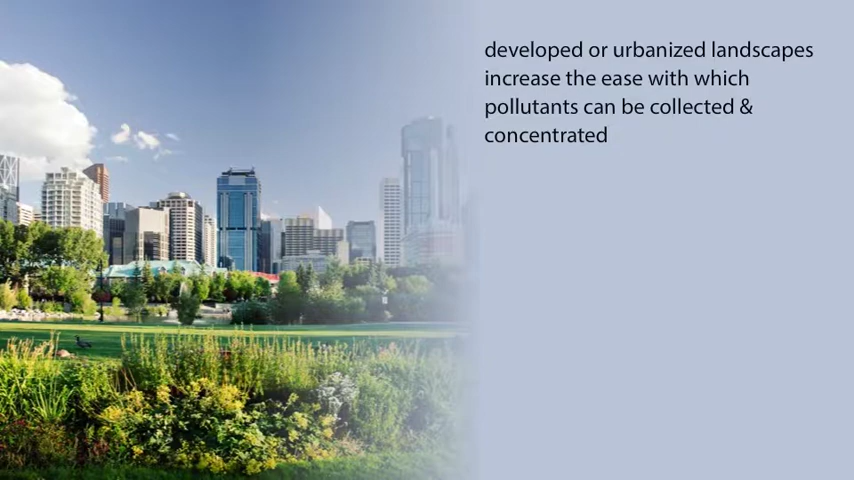 developed or urbanized landscapes
increase the ease with which
pollutants can be collected &
concentrated